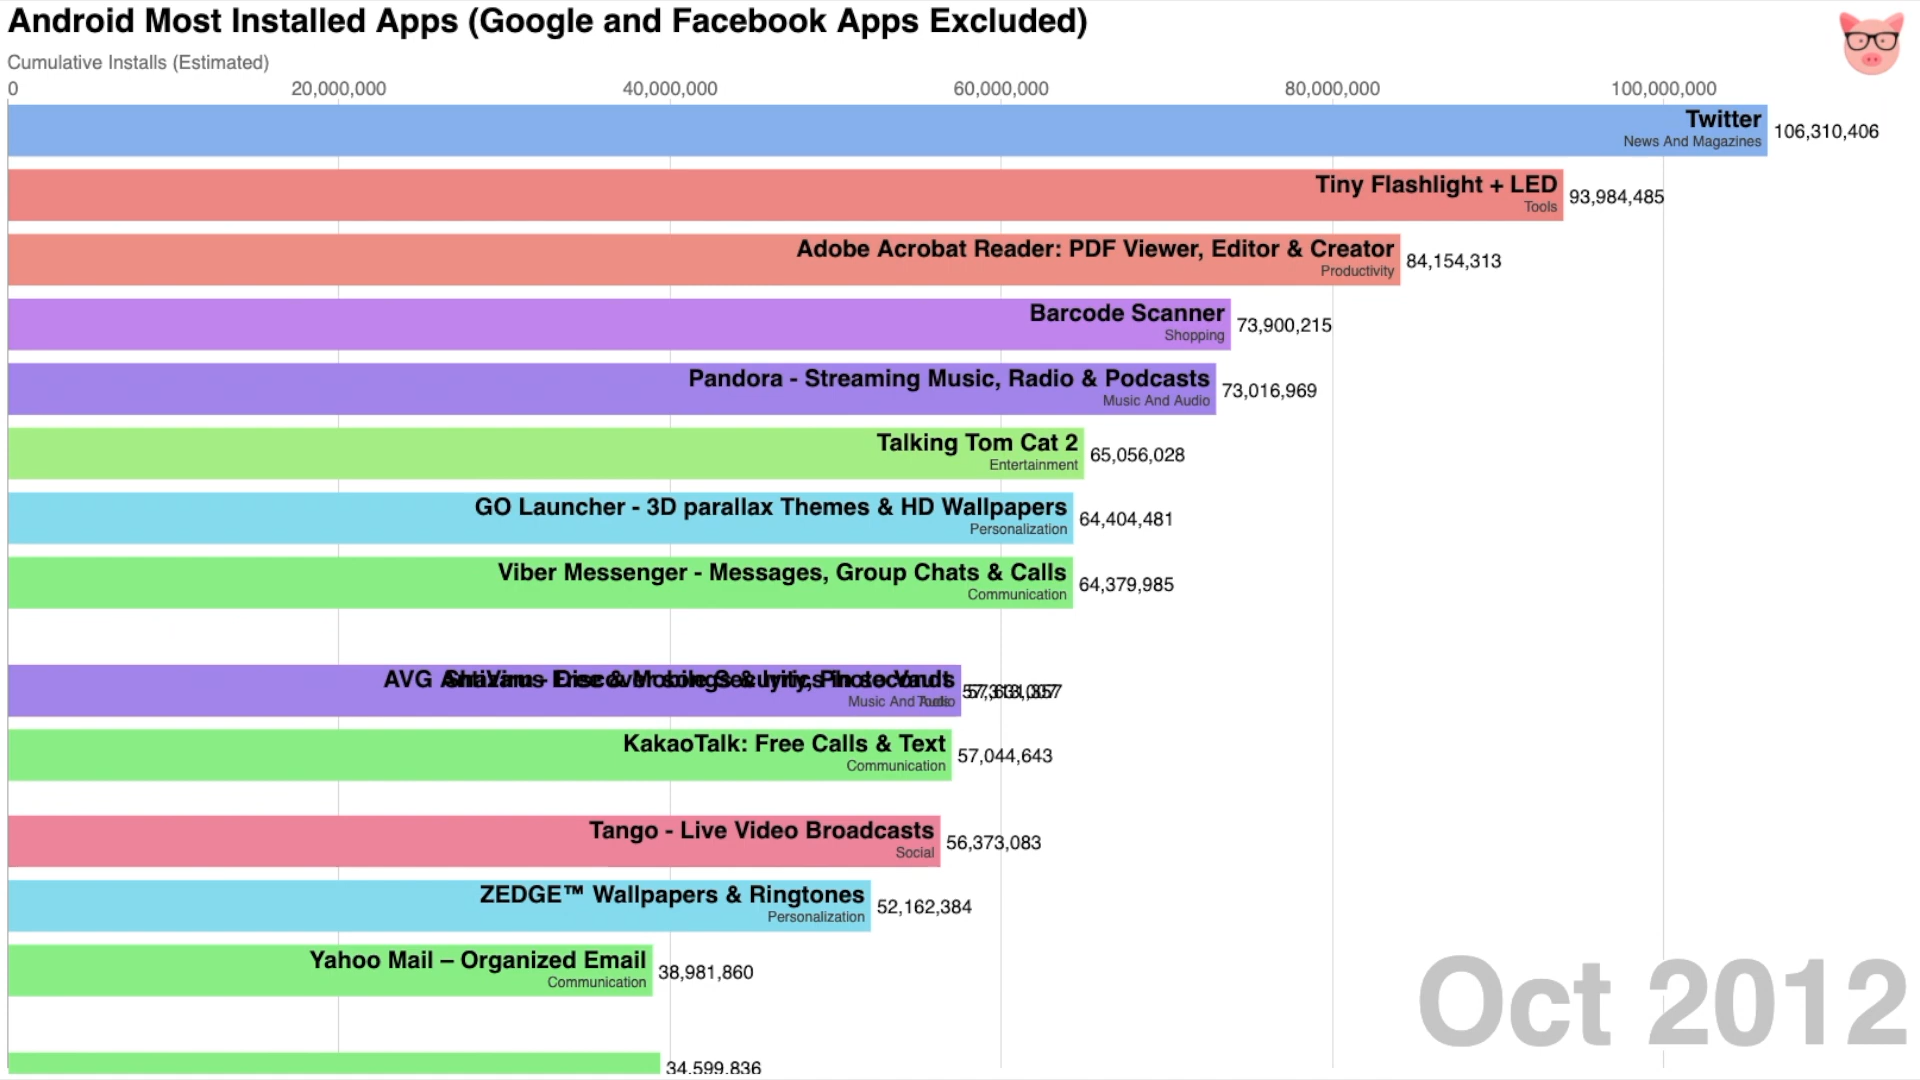 Android Most Installed Apps (Google and Facebook Apps Excluded)
Cumulative Installs (Estimated)
0 20,000,000 40,000,000 60,000,000 80,000,000 100,000,000
Twitter
News And Magazines
106,310,406
Tiny Flashlight + LED
Tools
93,984,485
Adobe Acrobat Reader: PDF Viewer, Editor & Creator
Productivity
84,154,313
Barcode Scanner
Shopping
73,900,215
Pandora - Streaming Music, Radio & Podcasts
Music And Audio
73,016,969
Talking Tom Cat 2
Entertainment
65,056,028
GO Launcher - 3D parallax Themes & HD Wallpapers
Personalization
64,404,481
Viber Messenger - Messages, Group Chats & Calls
Communication
64,379,985
AVG
Music And
KakaoTalk: Free Calls & Text
Communication
57,044,643
Tango - Live Video Broadcasts
Social
56,373,083
ZEDGE™ Wallpapers & Ringtones
Personalization
52,162,384
Yahoo Mail – Organized Email
Communication
38,981,860
34,599,836
Oct 2012